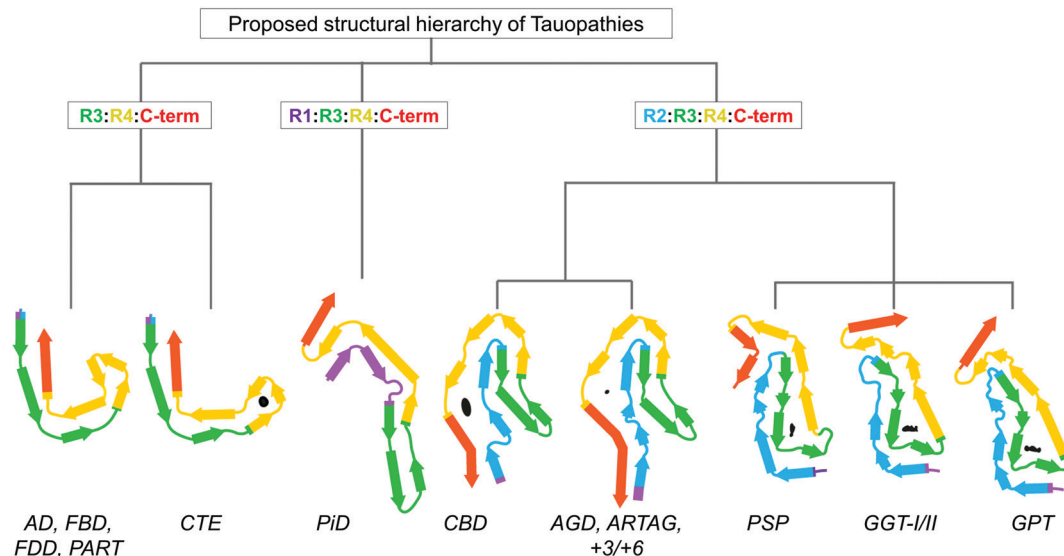 Proposed structural hierarchy of Tauopathies
R3:R4:C-term
R1:R3:R4:C-term
R2:R3:R4:C-term
AD, FBD,
FDD, PART
CTE
PiD
CBD
AGD, ARTAG,
+3/+6
PSP
GGT-I/II
GPT